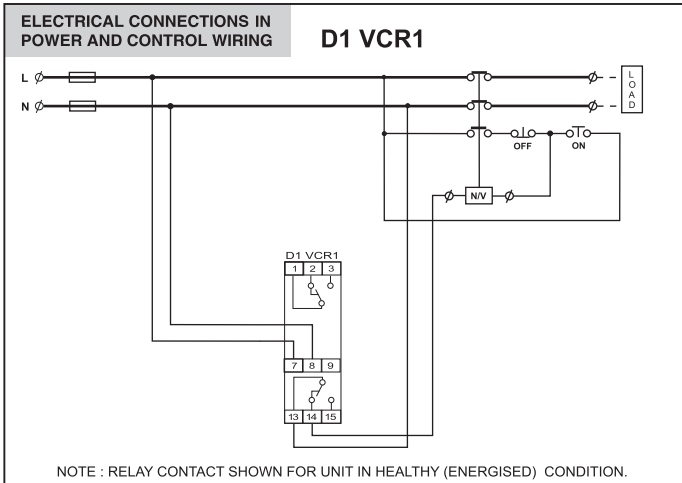 ELECTRICAL CONNECTIONS IN
POWER AND CONTROL WIRING
D1 VCR1
L
N
LOAD
OFF
ON
N/V
D1 VCR1
1 2 3
7 8 9
13 14 15
NOTE : RELAY CONTACT SHOWN FOR UNIT IN HEALTHY (ENERGISED) CONDITION.